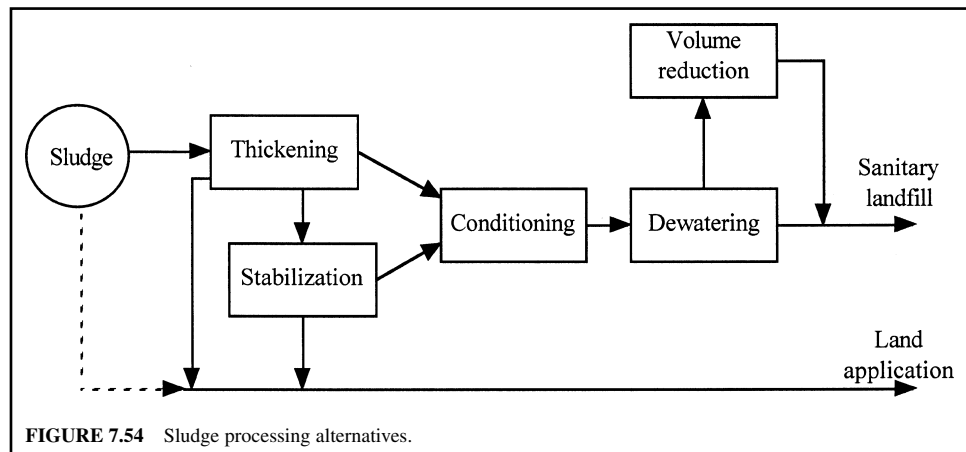 Volume
reduction
Thickening
Sludge
Sanitary
landfill
Conditioning
Dewatering
Stabilization
Land
application
FIGURE 7.54 Sludge processing alternatives.